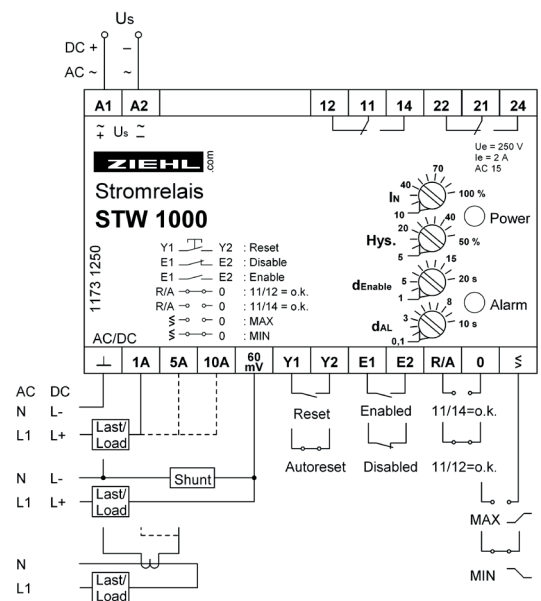 Us
DC + –
AC ~ ~
A1 A2 12 11 14 22 21 24
~+ Us ~–
Ue = 250 V
Ie = 2 A
AC 15
ZIEHL.com
Stromrelais
STW 1000
1173 1250
Y1 Y2 : Reset
E1 E2 : Disable
E1 E2 : Enable
R/A 0 : 11/12 = o.k.
R/A 0 : 11/14 = o.k.
≶ 0 : MAX
≶ 0 : MIN
IN 10 40 70 100 %
Hys. 5 20 40 50 %
dEnable 1 5 15 20 s
dAL 0,1 3 8 10 s
Power
Alarm
AC/DC
⊥ 1A 5A 10A 60 mV Y1 Y2 E1 E2 R/A 0 ≶
AC DC
N L-
L1 L+ Last/
Load
Reset Enabled 11/14=o.k.
Autoreset Disabled 11/12=o.k.
N L- Shunt
L1 L+ Last/
Load
MAX
MIN
N
L1 Last/
Load